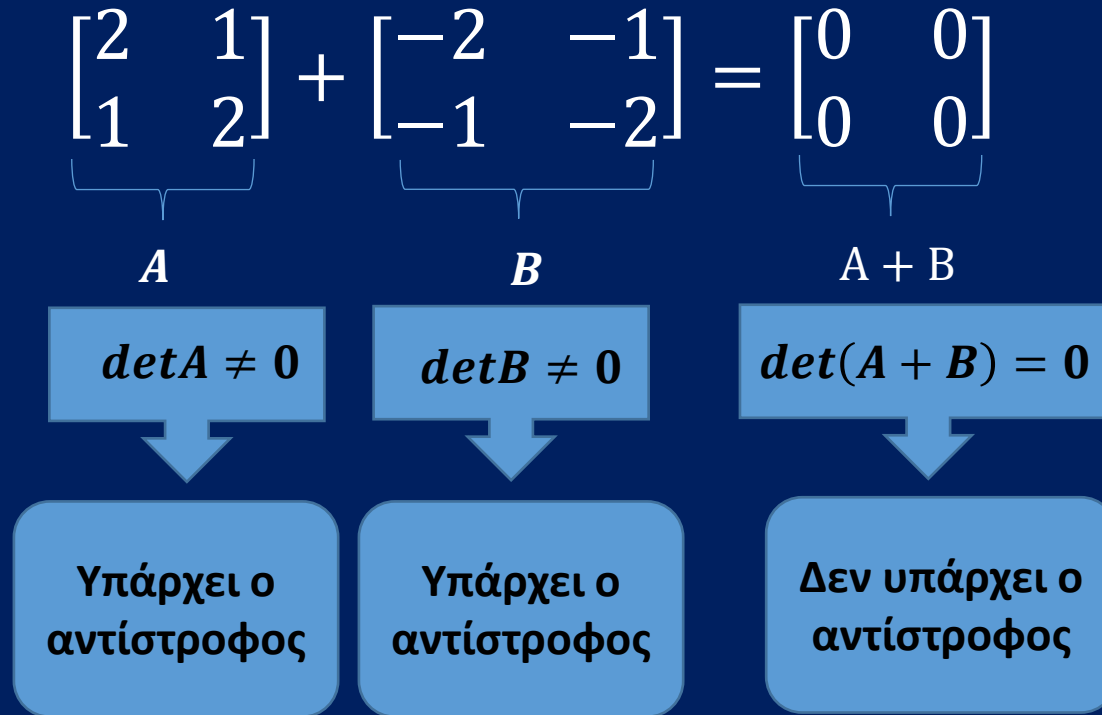 [2 1] + [−2 −1] = [0 0]
[1 2] [−1 −2] [0 0]
A B A + B
detA ≠ 0 detB ≠ 0 det(A + B) = 0
Υπάρχει ο
αντίστροφος
Υπάρχει ο
αντίστροφος
Δεν υπάρχει ο
αντίστροφος